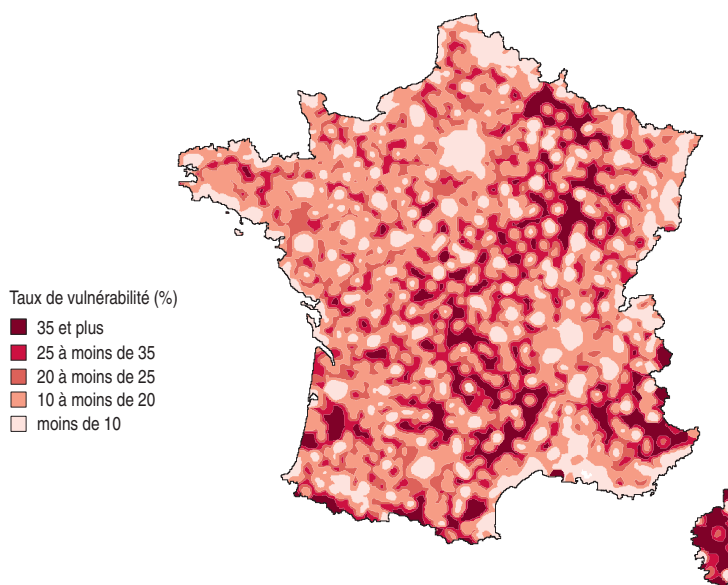 Taux de vulnérabilité (%)
35 et plus
25 à moins de 35
20 à moins de 25
10 à moins de 20
moins de 10